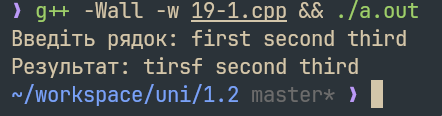 ❯ g++ -Wall -w 19-1.cpp && ./a.out
Введіть рядок: first second third
Результат: tirsf second third
~/workspace/uni/1.2 master* ❯